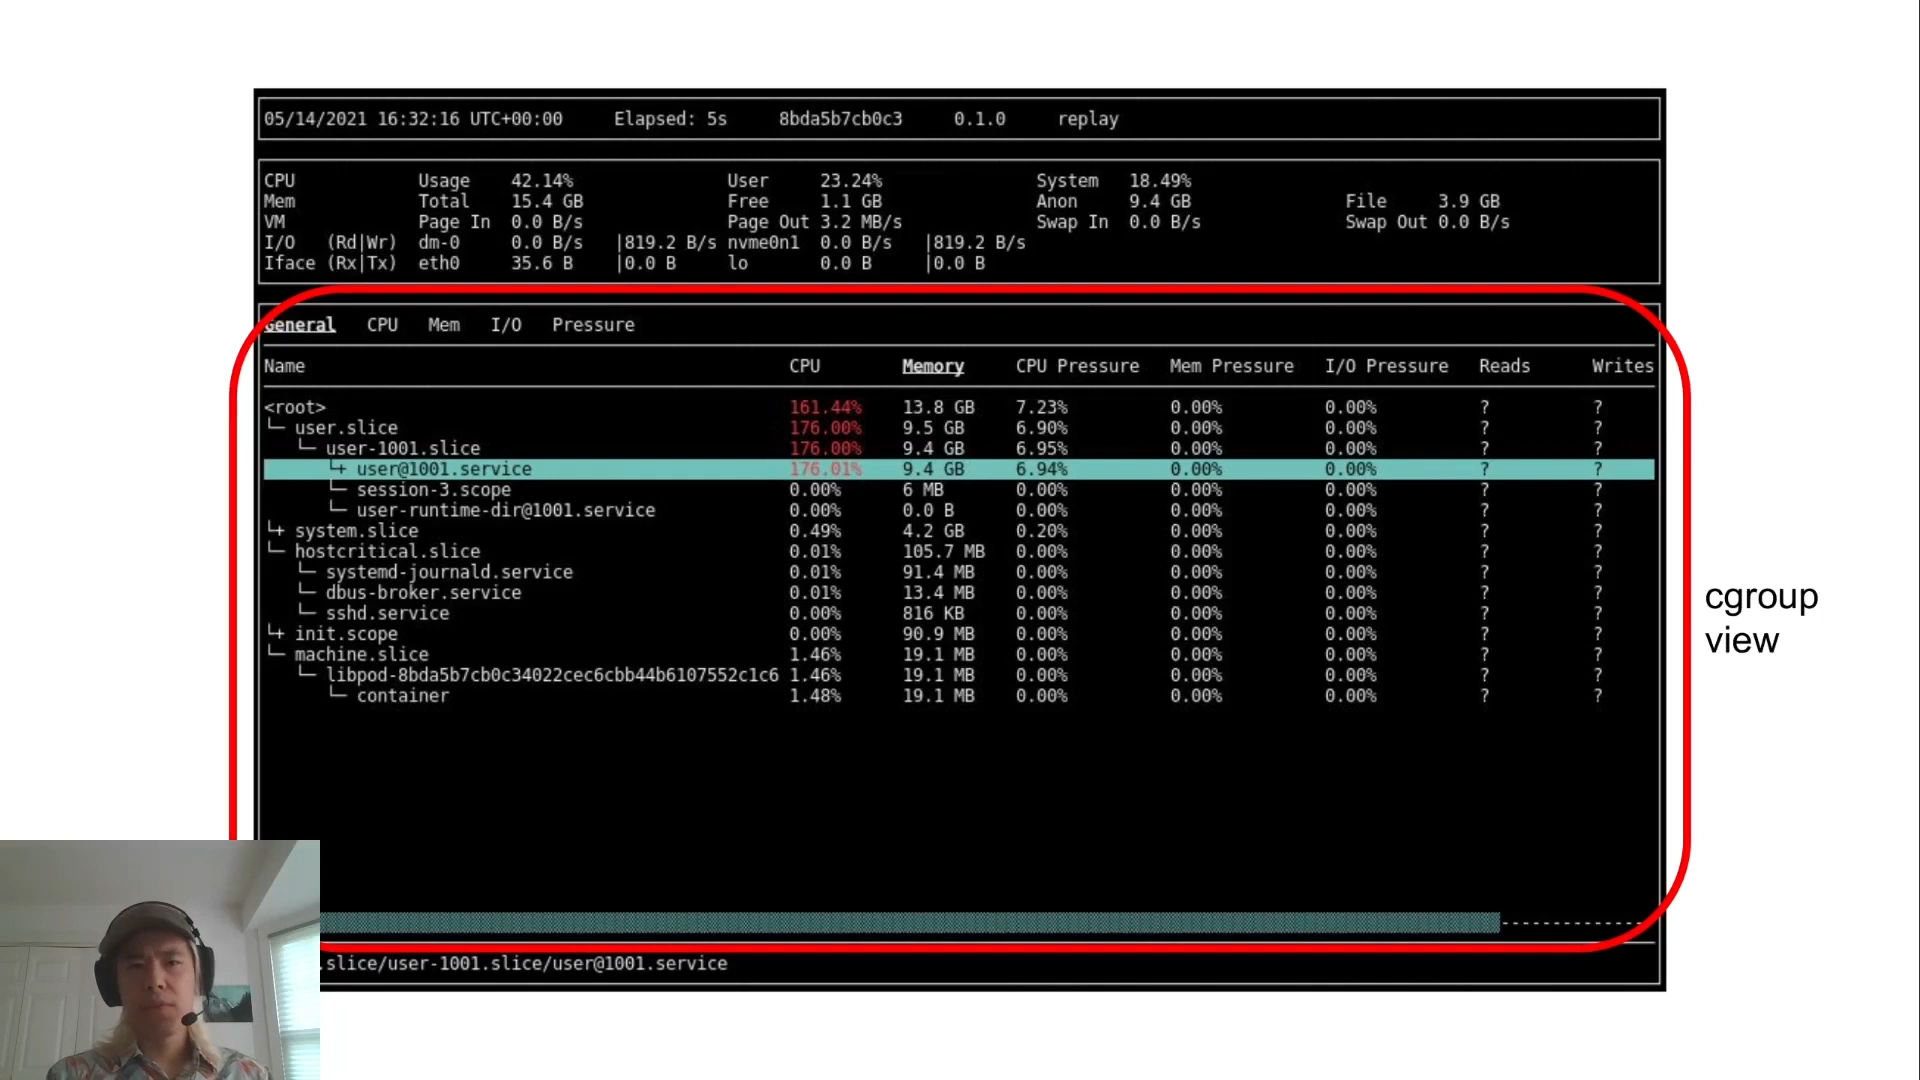 05/14/2021 16:32:16 UTC+00:00 Elapsed: 5s 8bda5b7cb0c3 0.1.0 replay
CPU Usage 42.14% User 23.24% System 18.49%
Mem Total 15.4 GB Free 1.1 GB Anon 9.4 GB File 3.9 GB
VM Page In 0.0 B/s Page Out 3.2 MB/s Swap In 0.0 B/s Swap Out 0.0 B/s
I/O (Rd|Wr) dm-0 0.0 B/s |819.2 B/s nvme0n1 0.0 B/s |819.2 B/s
Iface (Rx|Tx) eth0 35.6 B |0.0 B lo 0.0 B |0.0 B
General CPU Mem I/O Pressure
Name CPU Memory CPU Pressure Mem Pressure I/O Pressure Reads Writes
<root> 161.44% 13.8 GB 7.23% 0.00% 0.00% ? ?
└─ user.slice 176.00% 9.5 GB 6.90% 0.00% 0.00% ? ?
└─ user-1001.slice 176.00% 9.4 GB 6.95% 0.00% 0.00% ? ?
└+ user@1001.service 176.01% 9.4 GB 6.94% 0.00% 0.00% ? ?
└─ session-3.scope 0.00% 6 MB 0.00% 0.00% 0.00% ? ?
└─ user-runtime-dir@1001.service 0.00% 0.0 B 0.00% 0.00% 0.00% ? ?
└+ system.slice 0.49% 4.2 GB 0.20% 0.00% 0.00% ? ?
└─ hostcritical.slice 0.01% 105.7 MB 0.00% 0.00% 0.00% ? ?
└─ systemd-journald.service 0.01% 91.4 MB 0.00% 0.00% 0.00% ? ?
└─ dbus-broker.service 0.01% 13.4 MB 0.00% 0.00% 0.00% ? ?
└─ sshd.service 0.00% 816 KB 0.00% 0.00% 0.00% ? ?
└+ init.scope 0.00% 90.9 MB 0.00% 0.00% 0.00% ? ?
└─ machine.slice 1.46% 19.1 MB 0.00% 0.00% 0.00% ? ?
└─ libpod-8bda5b7cb0c34022cec6cbb44b6107552c1c6 1.46% 19.1 MB 0.00% 0.00% 0.00% ? ?
└─ container 1.48% 19.1 MB 0.00% 0.00% 0.00% ? ?
.slice/user-1001.slice/user@1001.service
cgroup
view